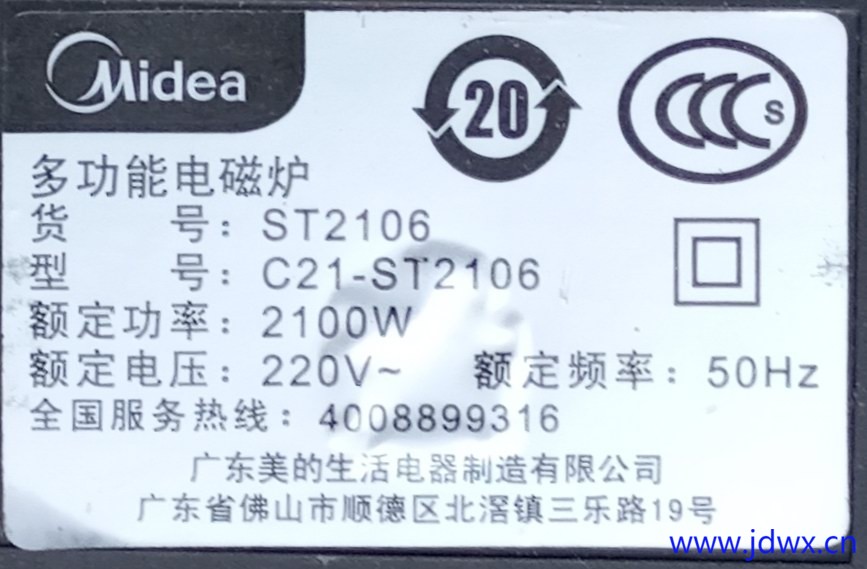 Midea
20
CCC S
多功能电磁炉
货 号：ST2106
型 号：C21-ST2106
额定功率：2100W
额定电压：220V~ 额定频率：50Hz
全国服务热线：4008899316
广东美的生活电器制造有限公司
广东省佛山市顺德区北滘镇三乐路19号
www.jdwx.cn